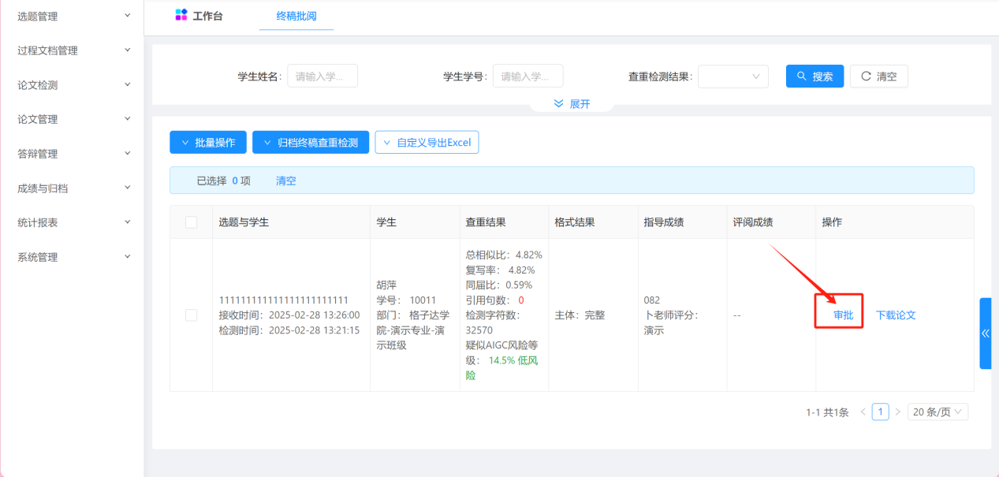 选题管理
过程文档管理
论文检测
论文管理
答辩管理
成绩与归档
统计报表
系统管理
工作台
终稿批阅
学生姓名: 请输入学... 学生学号: 请输入学... 查重检测结果: 搜索 清空
展开
批量操作 归档终稿查重检测 自定义导出Excel
已选择 0 项 清空
选题与学生 学生 查重结果 格式结果 指导成绩 评阅成绩 操作
1111111111111111111111111
接收时间：2025-02-28 13:26:00
检测时间：2025-02-28 13:21:15
胡萍
学号： 10011
部门： 格子达学
院-演示专业-演
示班级
总相似比：4.82%
复写率： 4.82%
同届比：0.59%
引用句数： 0
检测字符数：
32570
疑似AIGC风险等
级： 14.5% 低风
险
主体：完整
082
卜老师评分：
演示
--
审批 下载论文
1-1 共1条 < 1 > 20 条/页